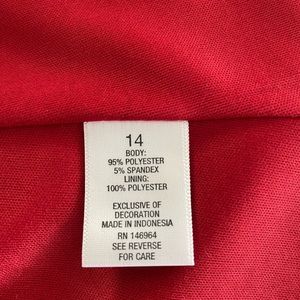 14
BODY:
95% POLYESTER
5% SPANDEX
LINING:
100% POLYESTER
EXCLUSIVE OF
DECORATION
MADE IN INDONESIA
RN 146964
SEE REVERSE
FOR CARE